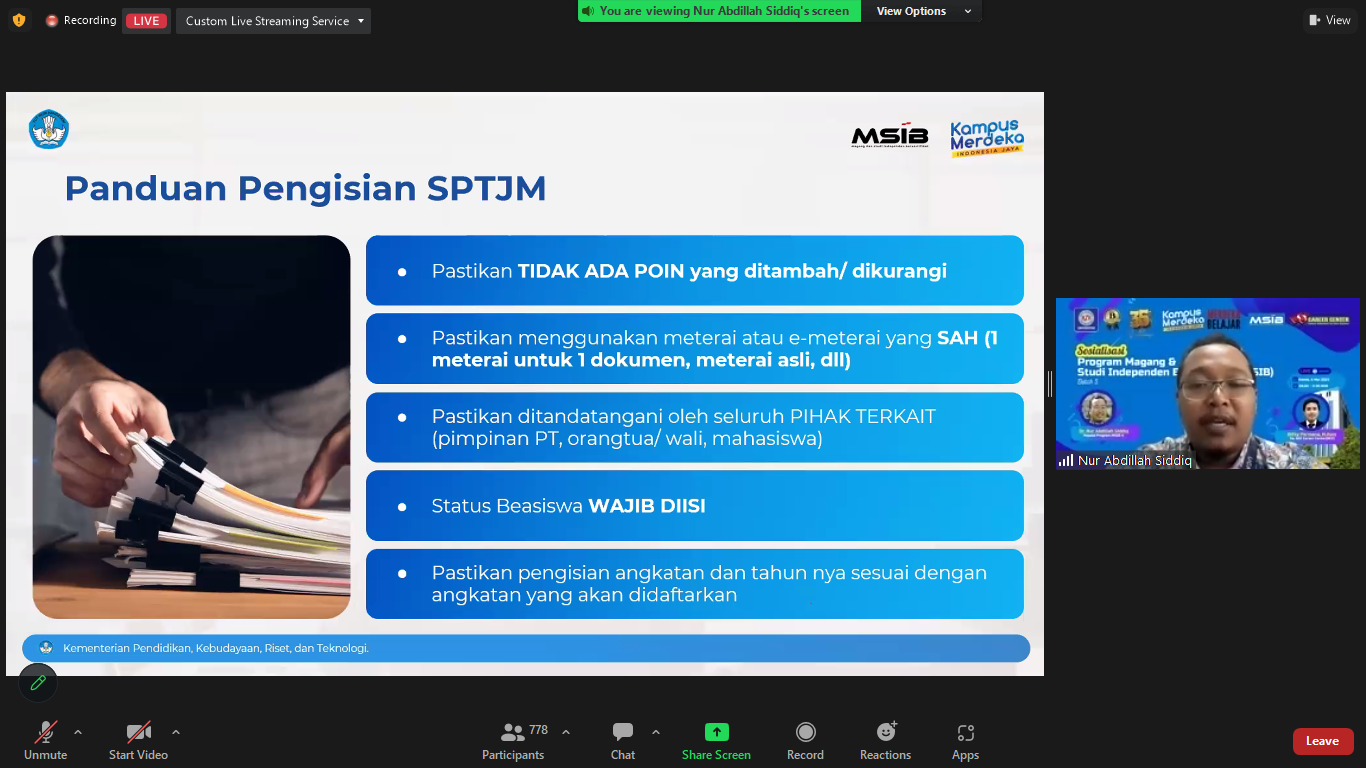 Recording
LIVE
Custom Live Streaming Service
You are viewing Nur Abdillah Siddiq's screen
View Options
View
MSIB
Kampus
Merdeka
INDONESIA JAYA
Panduan Pengisian SPTJM
● Pastikan TIDAK ADA POIN yang ditambah/ dikurangi
● Pastikan menggunakan meterai atau e-meterai yang SAH (1
meterai untuk 1 dokumen, meterai asli, dll)
● Pastikan ditandatangani oleh seluruh PIHAK TERKAIT
(pimpinan PT, orangtua/ wali, mahasiswa)
● Status Beasiswa WAJIB DIISI
● Pastikan pengisian angkatan dan tahun nya sesuai dengan
angkatan yang akan didaftarkan
Kementerian Pendidikan, Kebudayaan, Riset, dan Teknologi.
Kampus
Merdeka
BELAJAR
MSIB
CAREER CENTER
Sosialisasi
Program Magang &
Studi Independen
Nur Abdillah Siddiq
Unmute
Start Video
Participants
778
Chat
Share Screen
Record
Reactions
Apps
Leave